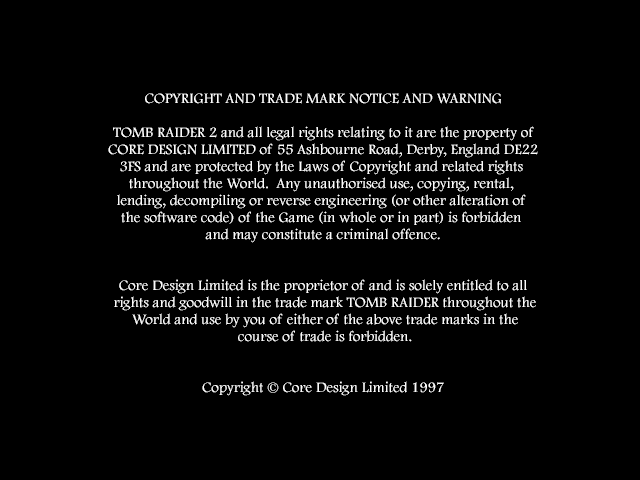 COPYRIGHT AND TRADE MARK NOTICE AND WARNING
TOMB RAIDER 2 and all legal rights relating to it are the property of
CORE DESIGN LIMITED of 55 Ashbourne Road, Derby, England DE22
3FS and are protected by the Laws of Copyright and related rights
throughout the World.  Any unauthorised use, copying, rental,
lending, decompiling or reverse engineering (or other alteration of
the software code) of the Game (in whole or in part) is forbidden
and may constitute a criminal offence.
Core Design Limited is the proprietor of and is solely entitled to all
rights and goodwill in the trade mark TOMB RAIDER throughout the
World and use by you of either of the above trade marks in the
course of trade is forbidden.
Copyright © Core Design Limited 1997